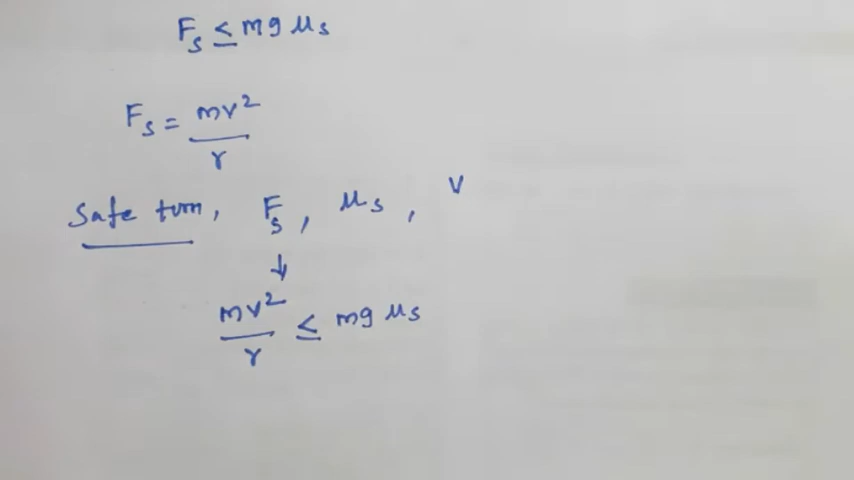 Fs ≤ mg μs
Fs = mv²/r
Safe turn, Fs, μs, v
↓
mv²/r ≤ mg μs